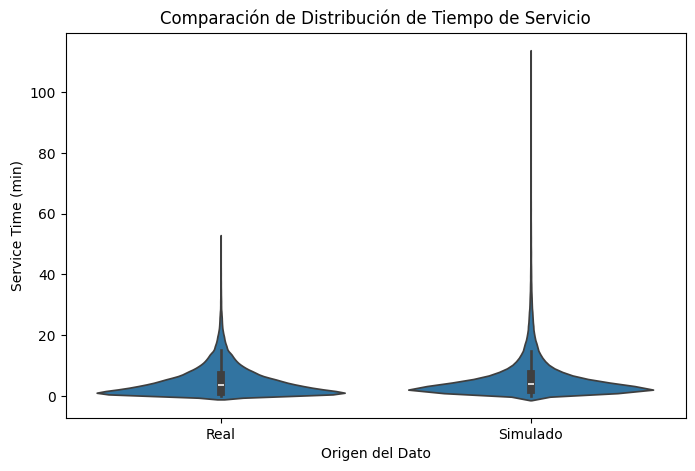 Comparación de Distribución de Tiempo de Servicio
Service Time (min)
100
80
60
40
20
0
Real
Simulado
Origen del Dato